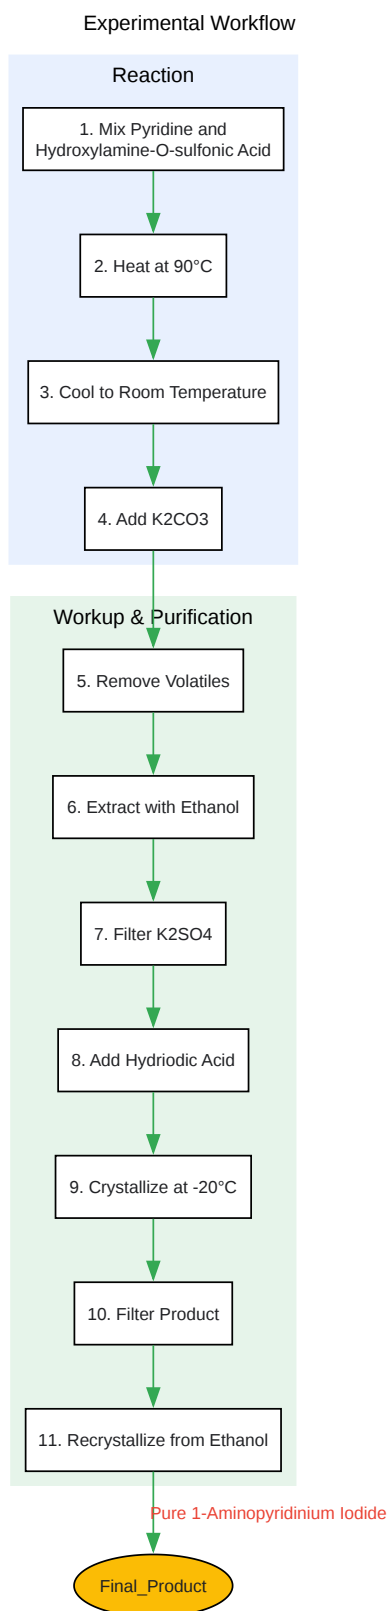 Experimental Workflow
Reaction
1. Mix Pyridine and
Hydroxylamine-O-sulfonic Acid
2. Heat at 90°C
3. Cool to Room Temperature
4. Add K2CO3
Workup & Purification
5. Remove Volatiles
6. Extract with Ethanol
7. Filter K2SO4
8. Add Hydriodic Acid
9. Crystallize at -20°C
10. Filter Product
11. Recrystallize from Ethanol
Pure 1-Aminopyridinium Iodide
Final_Product